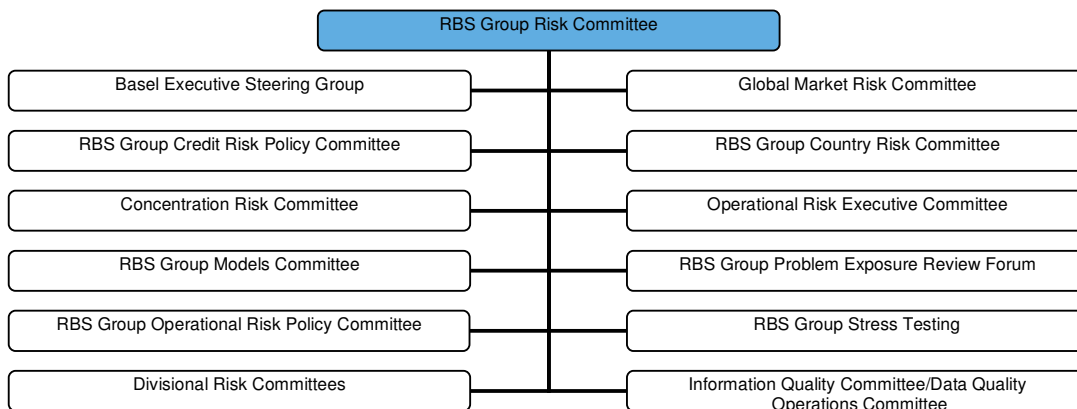 RBS Group Risk Committee
Basel Executive Steering Group
Global Market Risk Committee
RBS Group Credit Risk Policy Committee
RBS Group Country Risk Committee
Concentration Risk Committee
Operational Risk Executive Committee
RBS Group Models Committee
RBS Group Problem Exposure Review Forum
RBS Group Operational Risk Policy Committee
RBS Group Stress Testing
Divisional Risk Committees
Information Quality Committee/Data Quality
Operations Committee